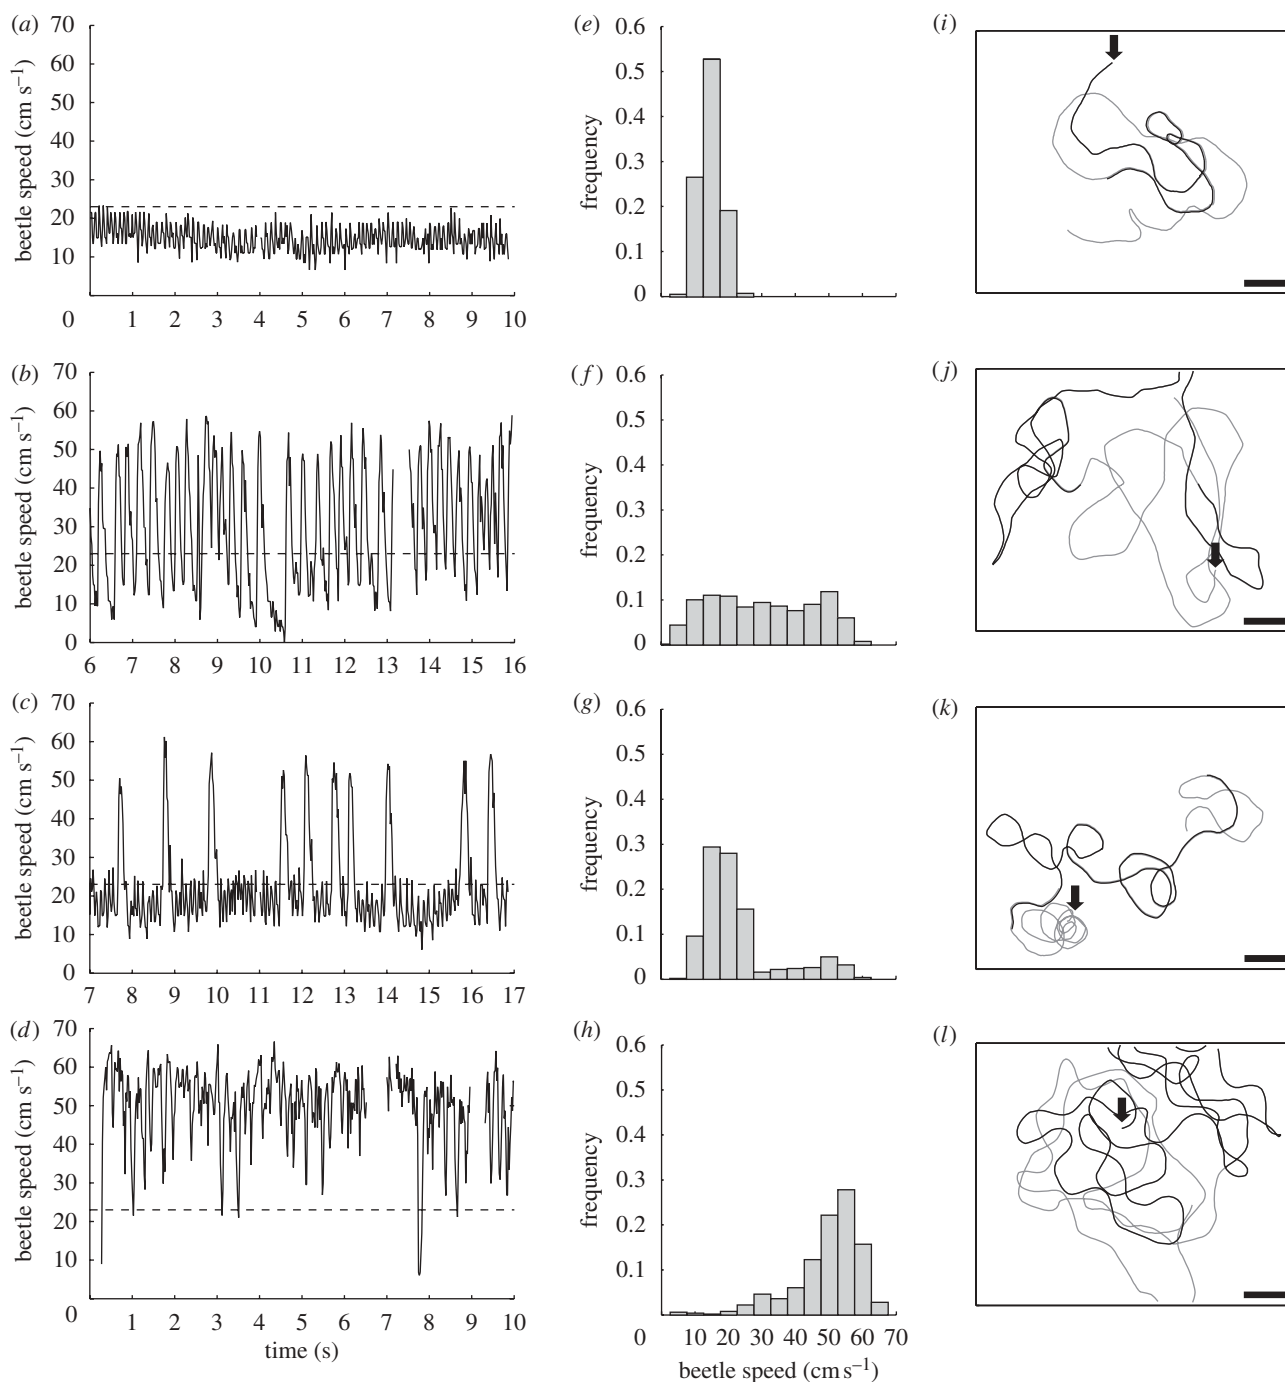 (a)
70
60
50
40
30
20
10
0
1 2 3 4 5 6 7 8 9 10
beetle speed (cm s⁻¹)
(e)
0.6
0.5
0.4
0.3
0.2
0.1
0
frequency
(i)
(b)
70
60
50
40
30
20
10
0
6 7 8 9 10 11 12 13 14 15 16
beetle speed (cm s⁻¹)
(f)
0.6
0.5
0.4
0.3
0.2
0.1
0
frequency
(j)
(c)
70
60
50
40
30
20
10
0
7 8 9 10 11 12 13 14 15 16 17
beetle speed (cm s⁻¹)
(g)
0.6
0.5
0.4
0.3
0.2
0.1
0
frequency
(k)
(d)
70
60
50
40
30
20
10
0
1 2 3 4 5 6 7 8 9 10
beetle speed (cm s⁻¹)
time (s)
(h)
0.6
0.5
0.4
0.3
0.2
0.1
0
10 20 30 40 50 60 70
frequency
beetle speed (cm s⁻¹)
(l)